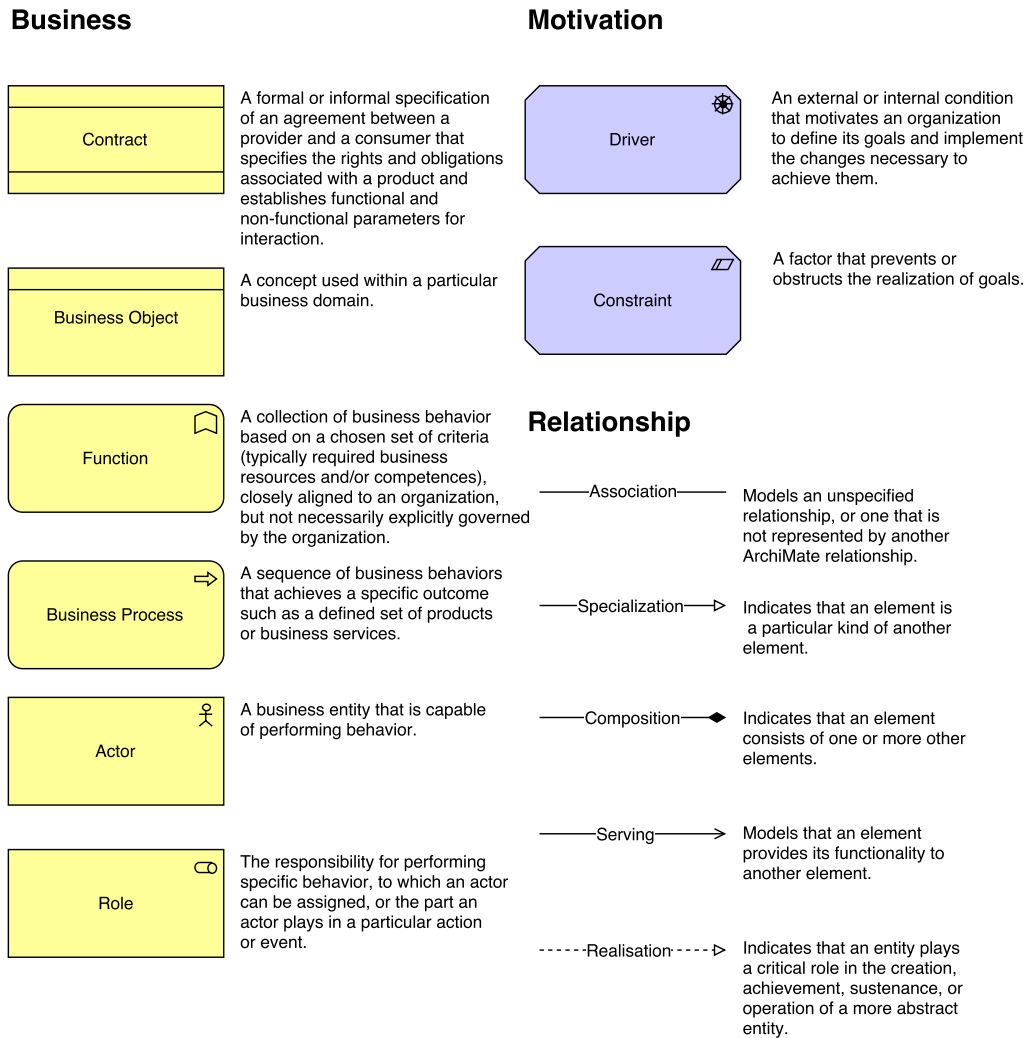 Business
Contract
A formal or informal specification
of an agreement between a
provider and a consumer that
specifies the rights and obligations
associated with a product and
establishes functional and
non-functional parameters for
interaction.
Business Object
A concept used within a particular
business domain.
Function
A collection of business behavior
based on a chosen set of criteria
(typically required business
resources and/or competences),
closely aligned to an organization,
but not necessarily explicitly governed
by the organization.
Business Process
A sequence of business behaviors
that achieves a specific outcome
such as a defined set of products
or business services.
Actor
A business entity that is capable
of performing behavior.
Role
The responsibility for performing
specific behavior, to which an actor
can be assigned, or the part an
actor plays in a particular action
or event.
Motivation
Driver
An external or internal condition
that motivates an organization
to define its goals and implement
the changes necessary to
achieve them.
Constraint
A factor that prevents or
obstructs the realization of goals.
Relationship
Association
Models an unspecified
relationship, or one that is
not represented by another
ArchiMate relationship.
Specialization
Indicates that an element is
a particular kind of another
element.
Composition
Indicates that an element
consists of one or more other
elements.
Serving
Models that an element
provides its functionality to
another element.
Realisation
Indicates that an entity plays
a critical role in the creation,
achievement, sustenance, or
operation of a more abstract
entity.